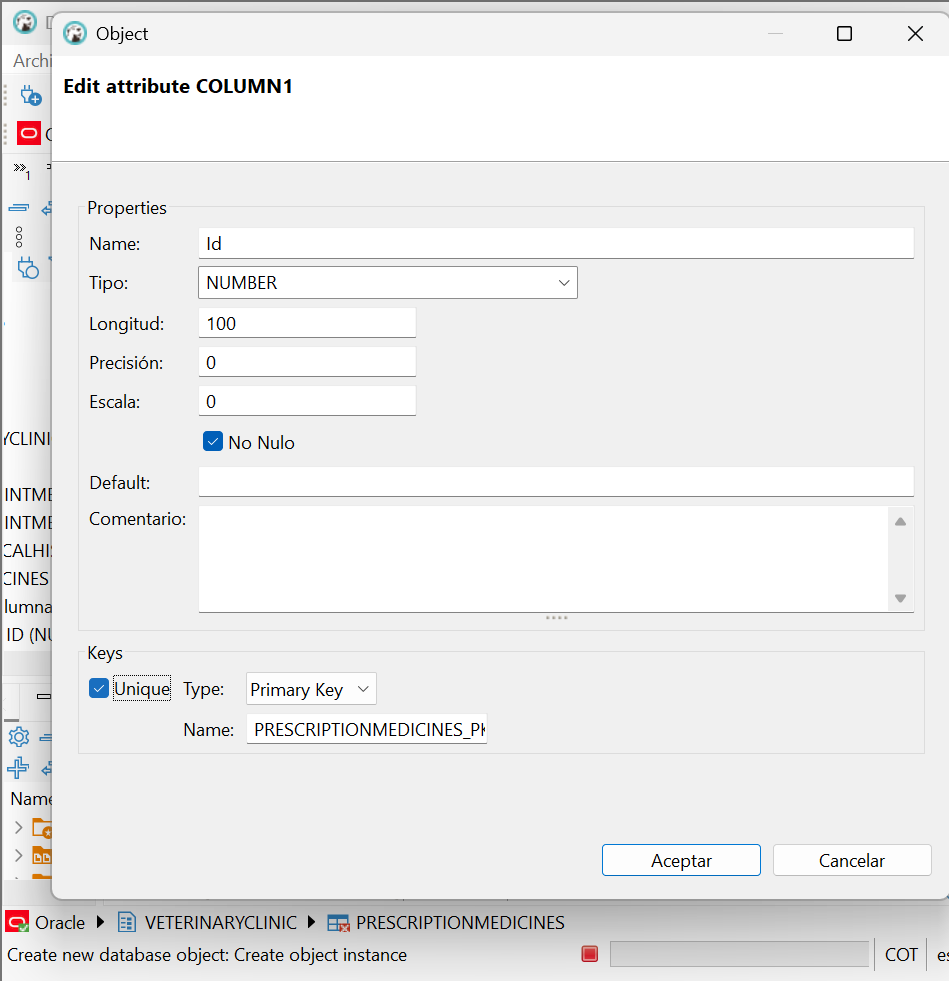 Object
Archi
Edit attribute COLUMN1
1
Properties
Name:
Id
Tipo:
NUMBER
Longitud:
100
Precisión:
0
Escala:
0
No Nulo
Default:
Comentario:
YCLINI
INTME
INTME
CALHIS
CINES
lumna
ID (NU
Keys
Unique
Type:
Primary Key
Name:
PRESCRIPTIONMEDICINES_PK
Name
Aceptar
Cancelar
Oracle
VETERINARYCLINIC
PRESCRIPTIONMEDICINES
Create new database object: Create object instance
COT
es